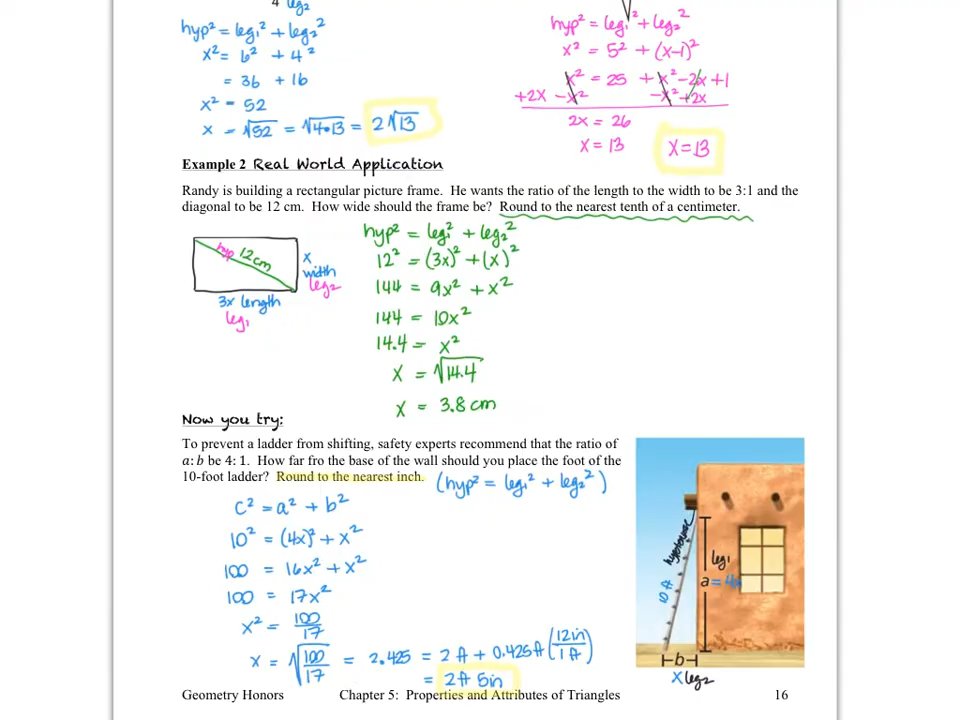 4 leg₂
hyp² = leg₁² + leg₂²
x² = 6² + 4²
= 36 + 16
x² = 52
x = √52 = √4•13 = 2√13
hyp² = leg₁² + leg₂²
x² = 5² + (x-1)²
x² = 25 + x² - 2x + 1
+2x -x² -x² +2x
2x = 26
x = 13 x = 13
Example 2 Real World Application
Randy is building a rectangular picture frame. He wants the ratio of the length to the width to be 3:1 and the
diagonal to be 12 cm. How wide should the frame be? Round to the nearest tenth of a centimeter.
hyp 12cm
x
width
leg₂
3x length
leg₁
hyp² = leg₁² + leg₂²
12² = (3x)² + (x)²
144 = 9x² + x²
144 = 10x²
14.4 = x²
x = √14.4
x = 3.8 cm
Now you try:
To prevent a ladder from shifting, safety experts recommend that the ratio of
a: b be 4: 1. How far fro the base of the wall should you place the foot of the
10-foot ladder? Round to the nearest inch. (hyp² = leg₁² + leg₂²)
c² = a² + b²
10² = (4x)² + x²
100 = 16x² + x²
100 = 17x²
x² = 100/17
x = √100/17 = 2.425 = 2 ft + 0.425 ft (12in/1 ft)
= 2ft 5in
hypotenuse
10 ft
leg₁
a = 4x
b
x leg₂
Geometry Honors Chapter 5: Properties and Attributes of Triangles 16